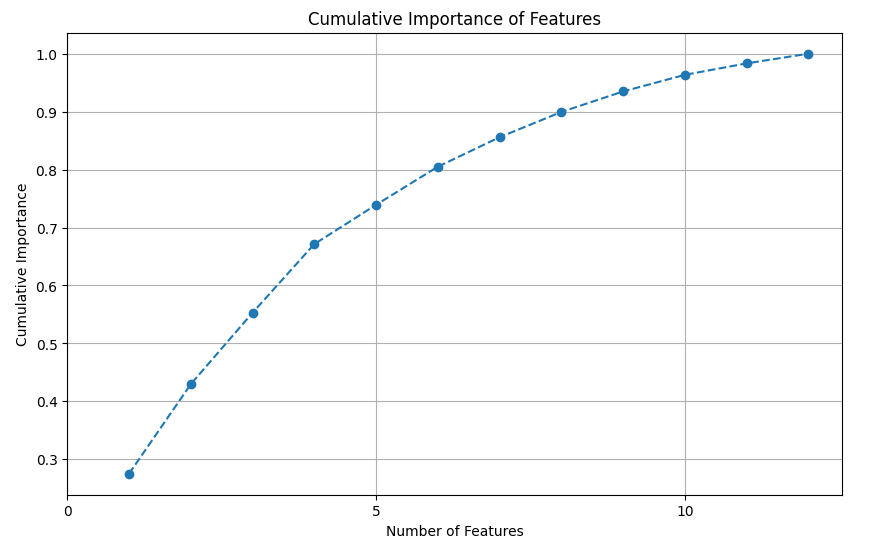 Cumulative Importance of Features
1.0
0.9
0.8
0.7
0.6
0.5
0.4
0.3
Cumulative Importance
0 5 10
Number of Features